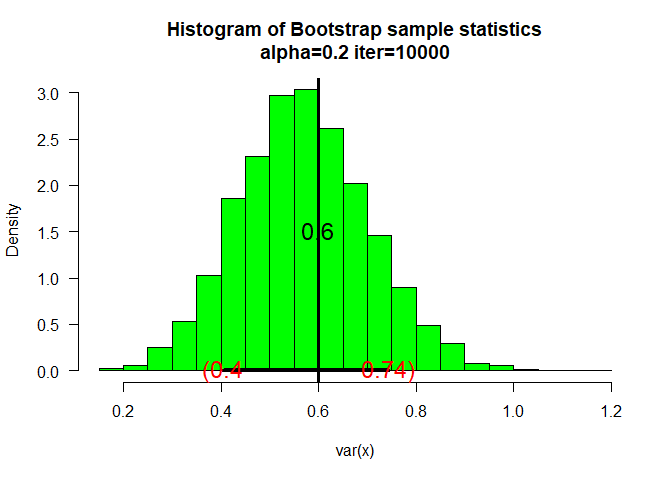 Histogram of Bootstrap sample statistics
alpha=0.2 iter=10000
Density
3.0
2.5
2.0
1.5
1.0
0.5
0.0
0.6
(0.4 0.74)
0.2 0.4 0.6 0.8 1.0 1.2
var(x)